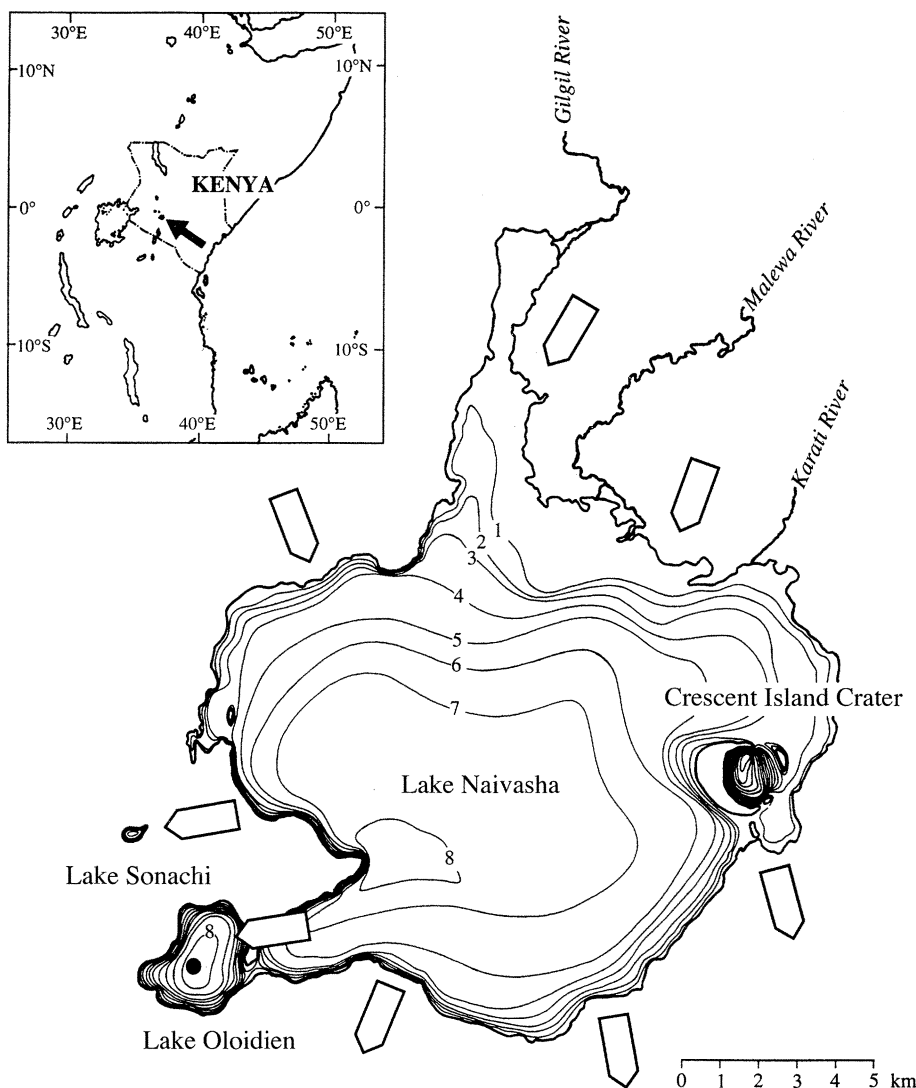 30°E 40°E 50°E
10°N 10°N
KENYA
0° 0°
10°S 10°S
30°E 40°E 50°E
Gilgil River
Malewa River
Karati River
1
2
3
4
5
6
7
Crescent Island Crater
Lake Naivasha
8
Lake Sonachi
8
Lake Oloidien
0 1 2 3 4 5 km